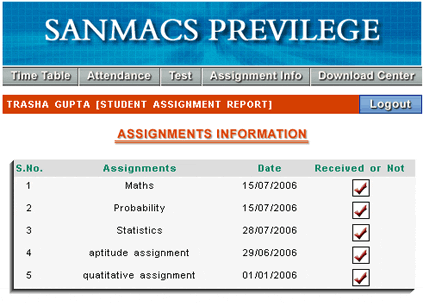 SANMACS PREVILEGE
Time Table Attendance Test Assignment Info Download Center
TRASHA GUPTA [STUDENT ASSIGNMENT REPORT] Logout
ASSIGNMENTS INFORMATION
S.No. Assignments Date Received or Not
1 Maths 15/07/2006
2 Probability 15/07/2006
3 Statistics 28/07/2006
4 aptitude assignment 29/06/2006
5 quatitative assignment 01/01/2006